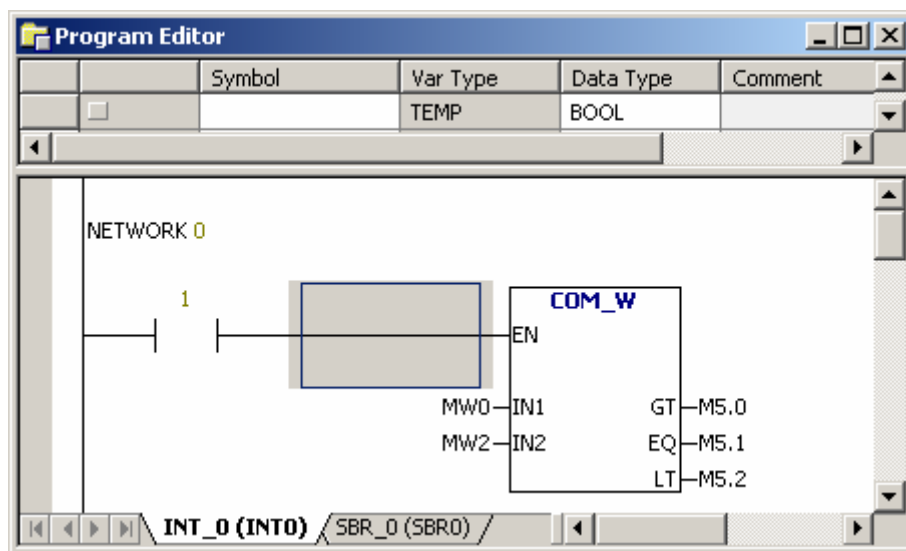 Program Editor
Symbol Var Type Data Type Comment
TEMP BOOL
NETWORK 0
1
COM_W
EN
MW0 IN1 GT M5.0
MW2 IN2 EQ M5.1
LT M5.2
INT_0 (INT0) SBR_0 (SBR0)